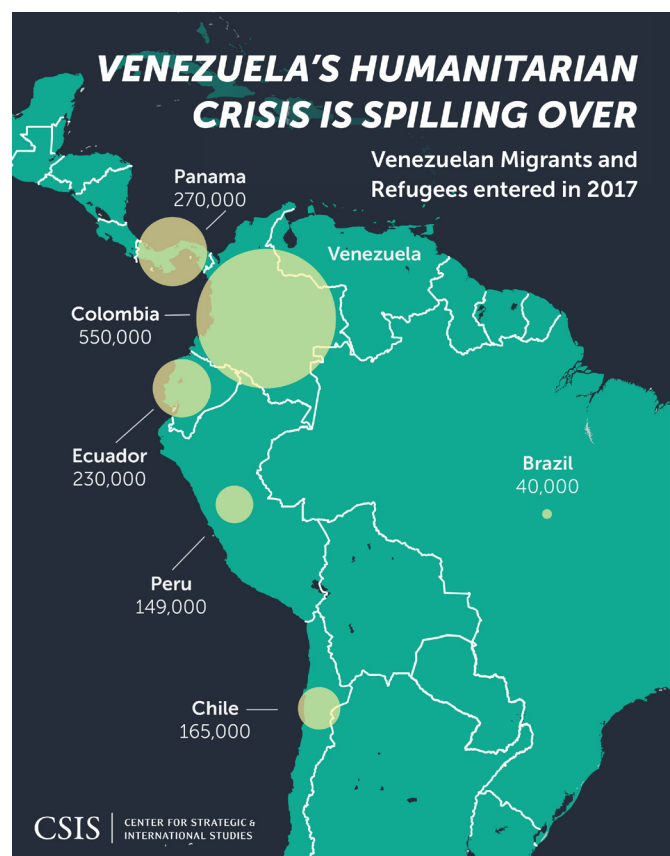 VENEZUELA'S HUMANITARIAN
CRISIS IS SPILLING OVER
Venezuelan Migrants and
Refugees entered in 2017
Panama
270,000
Venezuela
Colombia
550,000
Ecuador
230,000
Brazil
40,000
Peru
149,000
Chile
165,000
CSIS
CENTER FOR STRATEGIC &
INTERNATIONAL STUDIES